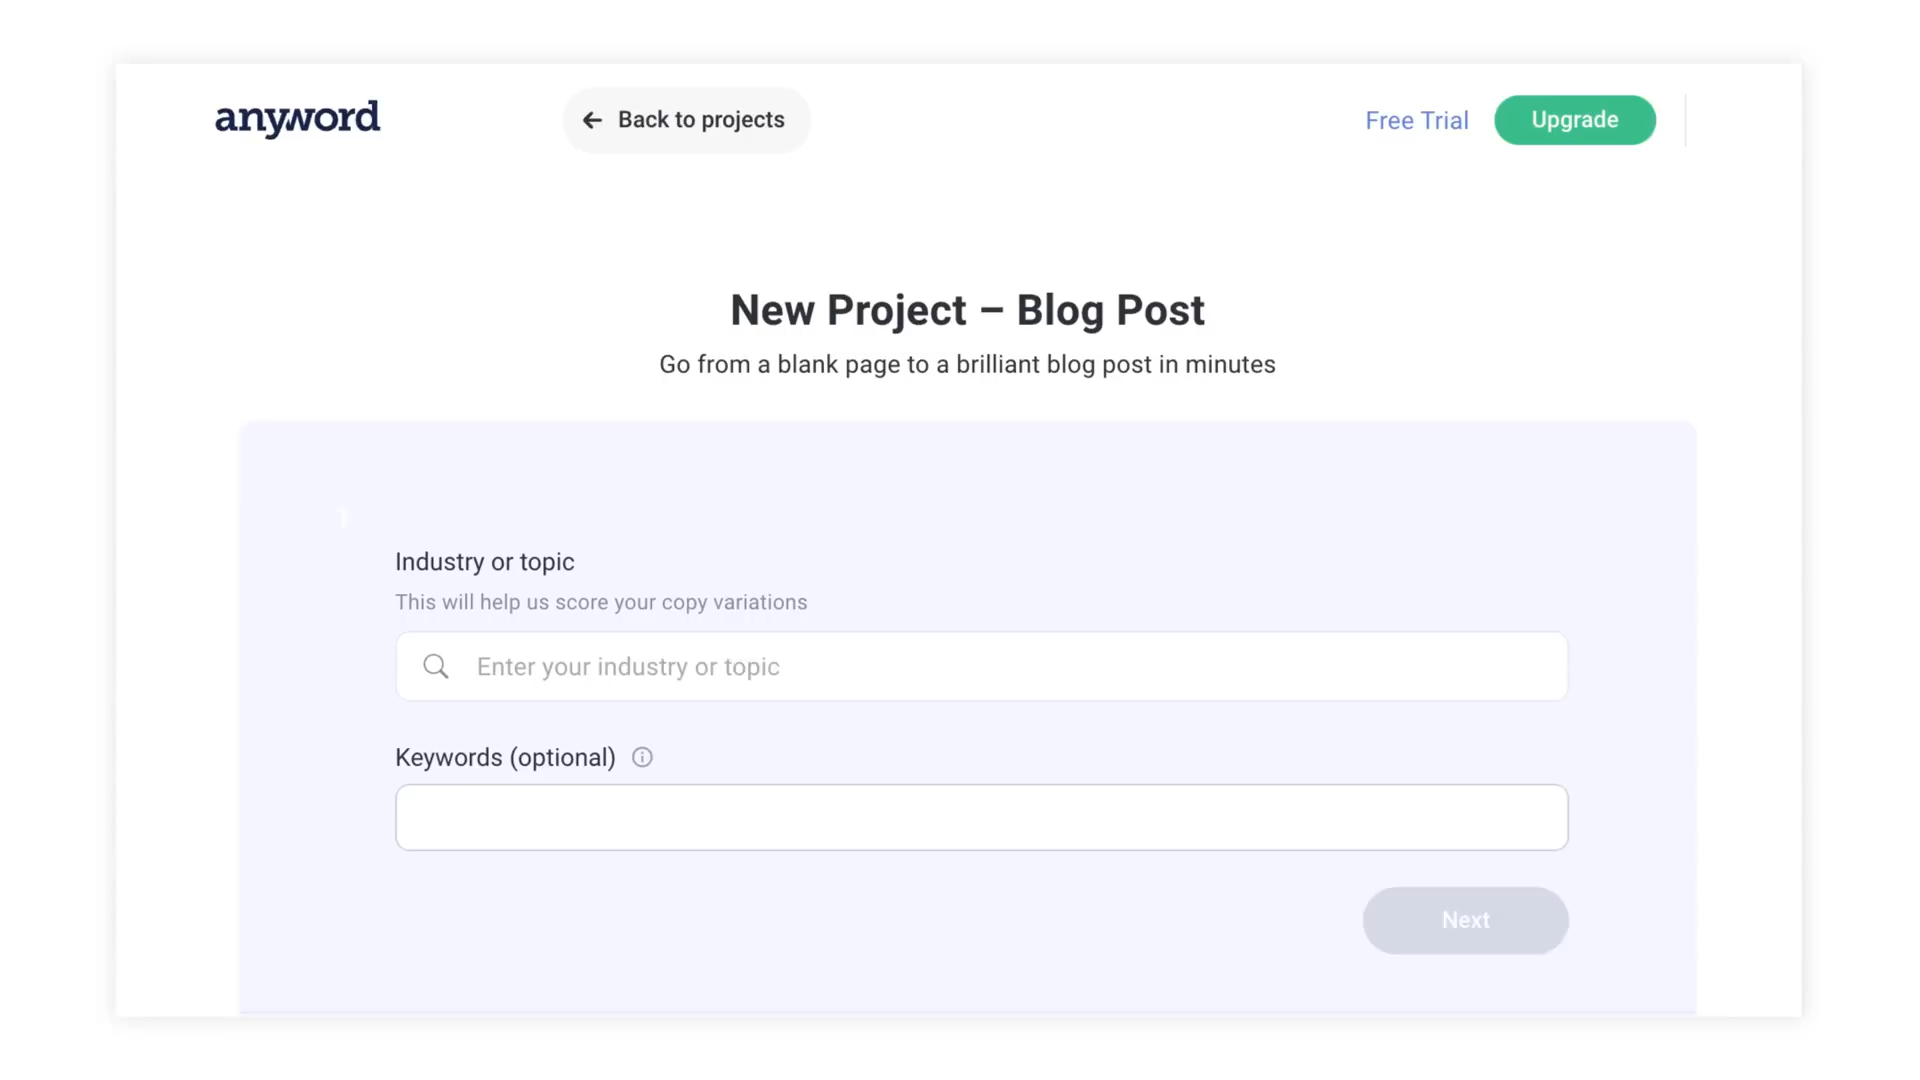 anyword
Back to projects
Free Trial
Upgrade
New Project – Blog Post
Go from a blank page to a brilliant blog post in minutes
Industry or topic
This will help us score your copy variations
Enter your industry or topic
Keywords (optional)
Next